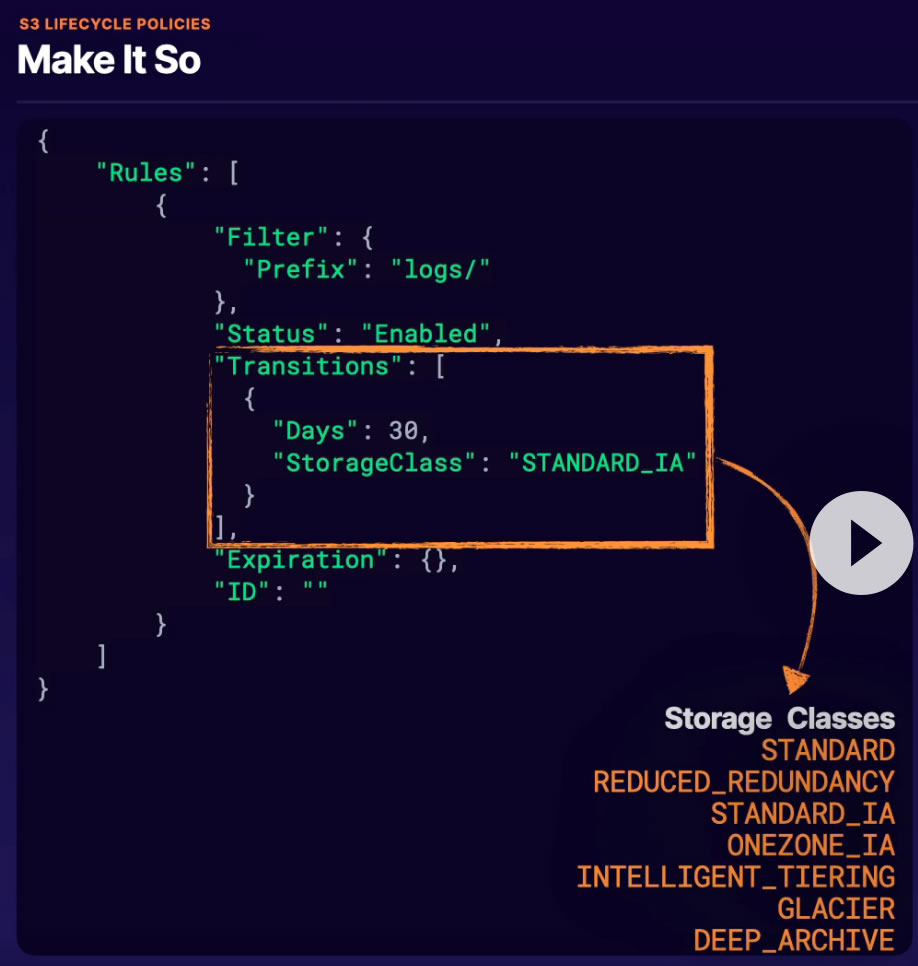 S3 LIFECYCLE POLICIES
Make It So
{
"Rules": [
{
"Filter": {
"Prefix": "logs/"
},
"Status": "Enabled",
"Transitions": [
{
"Days": 30,
"StorageClass": "STANDARD_IA"
}
],
"Expiration": {},
"ID": ""
}
]
}
Storage Classes
STANDARD
REDUCED_REDUNDANCY
STANDARD_IA
ONEZONE_IA
INTELLIGENT_TIERING
GLACIER
DEEP_ARCHIVE